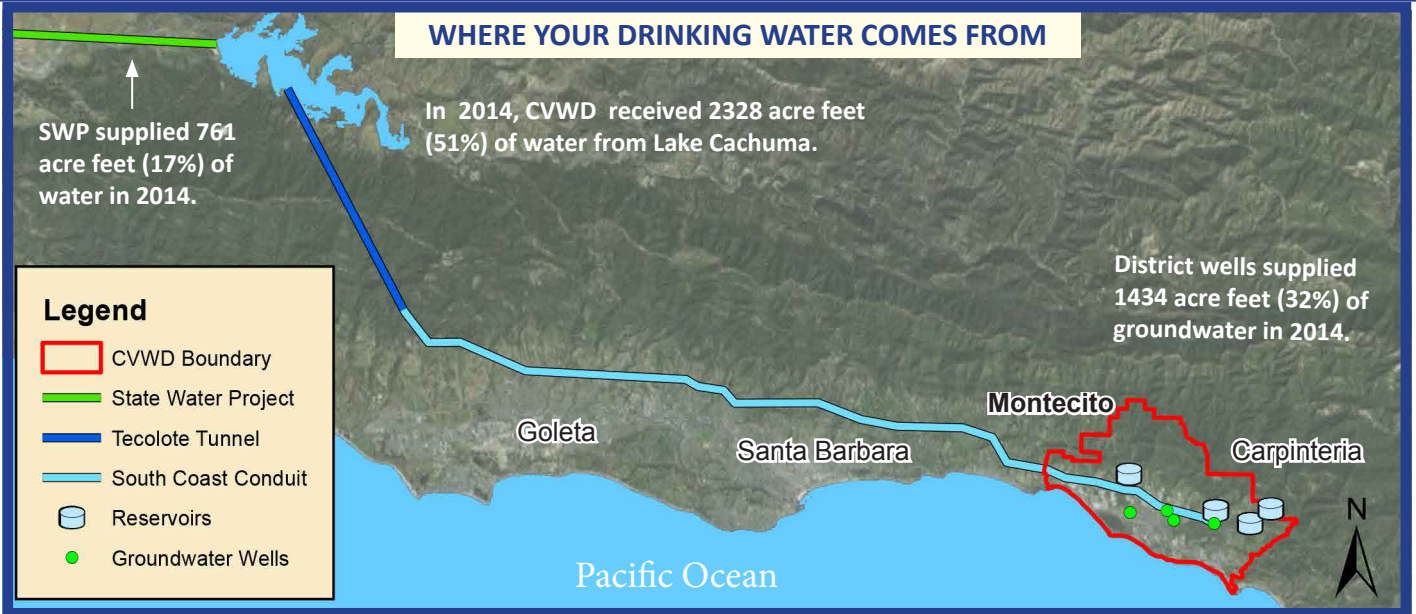 WHERE YOUR DRINKING WATER COMES FROM
SWP supplied 761
acre feet (17%) of
water in 2014.
In 2014, CVWD received 2328 acre feet
(51%) of water from Lake Cachuma.
District wells supplied
1434 acre feet (32%) of
groundwater in 2014.
Legend
CVWD Boundary
State Water Project
Tecolote Tunnel
South Coast Conduit
Reservoirs
Groundwater Wells
Goleta
Santa Barbara
Montecito
Carpinteria
Pacific Ocean
N